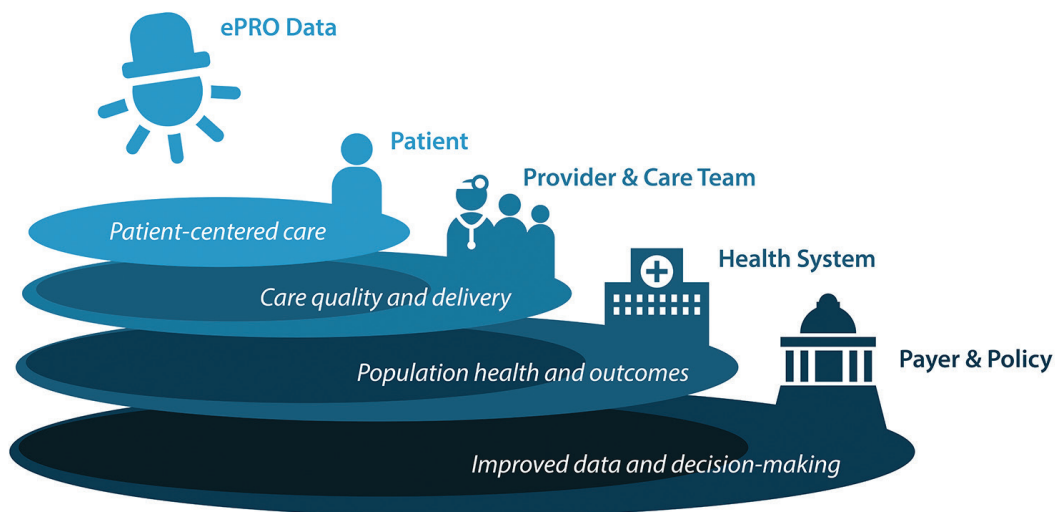 ePRO Data
Patient
Provider & Care Team
Patient-centered care
Health System
Care quality and delivery
Payer & Policy
Population health and outcomes
Improved data and decision-making